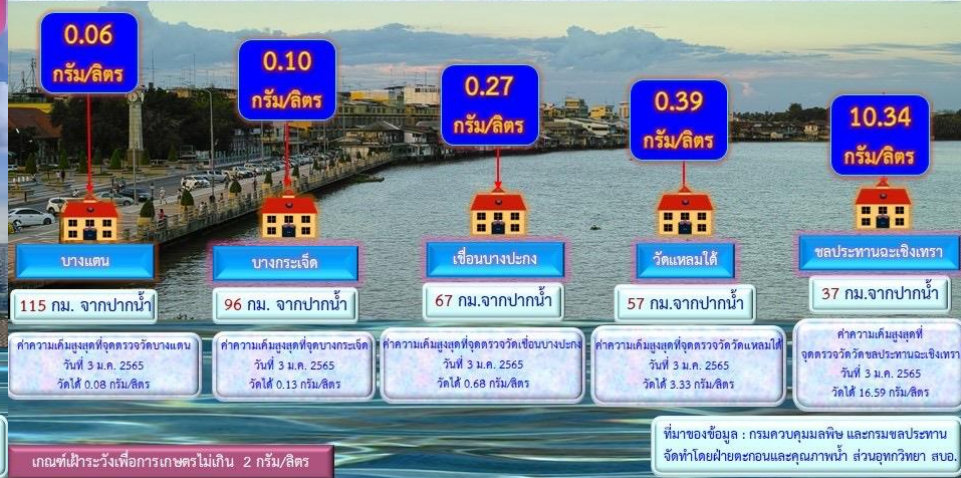 0.06
กรัม/ลิตร
0.10
กรัม/ลิตร
0.27
กรัม/ลิตร
0.39
กรัม/ลิตร
10.34
กรัม/ลิตร
บางแตน
บางกระเจ็ด
เขื่อนบางปะกง
วัดแหลมใต้
ชลประทานฉะเชิงเทรา
115 กม. จากปากน้ำ
96 กม. จากปากน้ำ
67 กม.จากปากน้ำ
57 กม.จากปากน้ำ
37 กม.จากปากน้ำ
ค่าความเค็มสูงสุดที่จุดตรวจวัดบางแตน
วันที่ 3 ม.ค. 2565
วัดได้ 0.08 กรัม/ลิตร
ค่าความเค็มสูงสุดที่จุดบางกระเจ็ด
วันที่ 3 ม.ค. 2565
วัดได้ 0.13 กรัม/ลิตร
ค่าความเค็มสูงสุดที่จุดตรวจวัดเขื่อนบางปะกง
วันที่ 3 ม.ค. 2565
วัดได้ 0.68 กรัม/ลิตร
ค่าความเค็มสูงสุดที่จุดตรวจวัดวัดแหลมใต้
วันที่ 3 ม.ค. 2565
วัดได้ 3.33 กรัม/ลิตร
ค่าความเค็มสูงสุดที่
จุดตรวจวัดวัดชลประทานฉะเชิงเทรา
วันที่ 3 ม.ค. 2565
วัดได้ 16.59 กรัม/ลิตร
เกณฑ์เฝ้าระวังเพื่อการเกษตรไม่เกิน 2 กรัม/ลิตร
ที่มาของข้อมูล : กรมควบคุมมลพิษ และกรมชลประทาน
จัดทำโดยฝ่ายตะกอนและคุณภาพน้ำ ส่วนอุทกวิทยา สบอ.